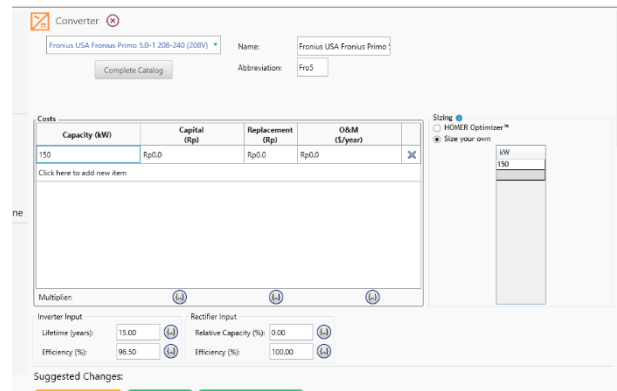 Converter
Fronius USA Fronius Primo 5.0-1 208-240 (208V)
Name: Fronius USA Fronius Primo 5
Complete Catalog
Abbreviation: Fro5
Costs
Capacity (kW) Capital (Rp) Replacement (Rp) O&M ($/year)
150 Rp0.0 Rp0.0 Rp0.0
Click here to add new item
Multiplier: (..) (..) (..)
Sizing
HOMER Optimizer™
Size your own
kW
150
ne
Inverter Input Rectifier Input
Lifetime (years): 15.00 (..) Relative Capacity (%): 0.00 (..)
Efficiency (%): 96.50 (..) Efficiency (%): 100.00 (..)
Suggested Changes: